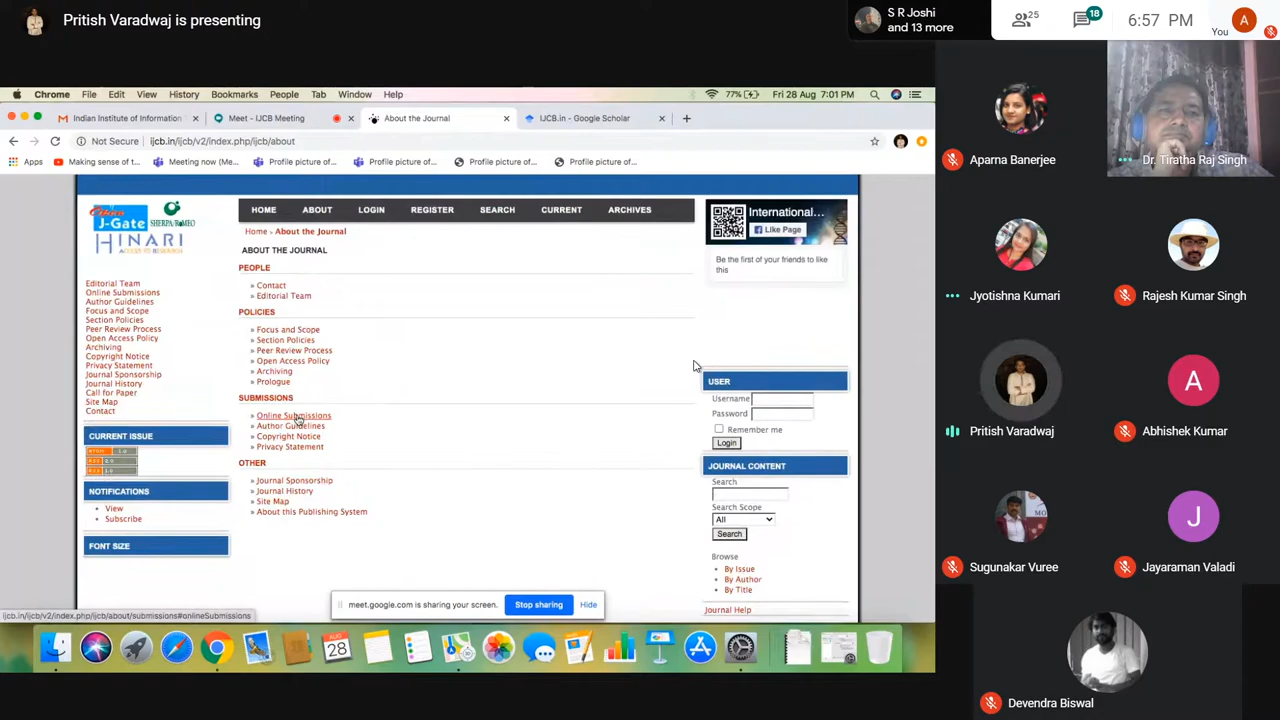 Pritish Varadwaj is presenting
S R Joshi
and 13 more
25
18
6:57 PM
You
A
Chrome File Edit View History Bookmarks People Tab Window Help
77%
Fri 28 Aug 7:01 PM
Indian Institute of Information T
Meet - IJCB Meeting
About the Journal
IJCB.in - Google Scholar
Not Secure
ijcb.in/ijcb/v2/index.php/ijcb/about
Apps
Making sense of t...
Meeting now (Me...
Profile picture of...
Profile picture of...
Profile picture of...
Profile picture of...
J-Gate
SHERPA/RoMEO
HINARI
HOME
ABOUT
LOGIN
REGISTER
SEARCH
CURRENT
ARCHIVES
Home › About the Journal
ABOUT THE JOURNAL
PEOPLE
» Contact
» Editorial Team
POLICIES
» Focus and Scope
» Section Policies
» Peer Review Process
» Open Access Policy
» Archiving
» Prologue
SUBMISSIONS
» Online Submissions
» Author Guidelines
» Copyright Notice
» Privacy Statement
OTHER
» Journal Sponsorship
» Journal History
» Site Map
» About this Publishing System
Editorial Team
Online Submissions
Author Guidelines
Focus and Scope
Section Policies
Peer Review Process
Open Access Policy
Archiving
Copyright Notice
Privacy Statement
Journal Sponsorship
Journal History
Call for Paper
Site Map
Contact
CURRENT ISSUE
NOTIFICATIONS
View
Subscribe
FONT SIZE
International...
Like Page
Be the first of your friends to like
this
USER
Username
Password
Remember me
Login
JOURNAL CONTENT
Search
Search Scope
All
Search
Browse
By Issue
By Author
By Title
Journal Help
ijcb.in/ijcb/v2/index.php/ijcb/about/submissions#onlineSubmissions
meet.google.com is sharing your screen.
Stop sharing
Hide
AUG
28
Aparna Banerjee
Dr. Tiratha Raj Singh
Jyotishna Kumari
Rajesh Kumar Singh
Pritish Varadwaj
A
Abhishek Kumar
MO
Sugunakar Vuree
J
Jayaraman Valadi
Devendra Biswal